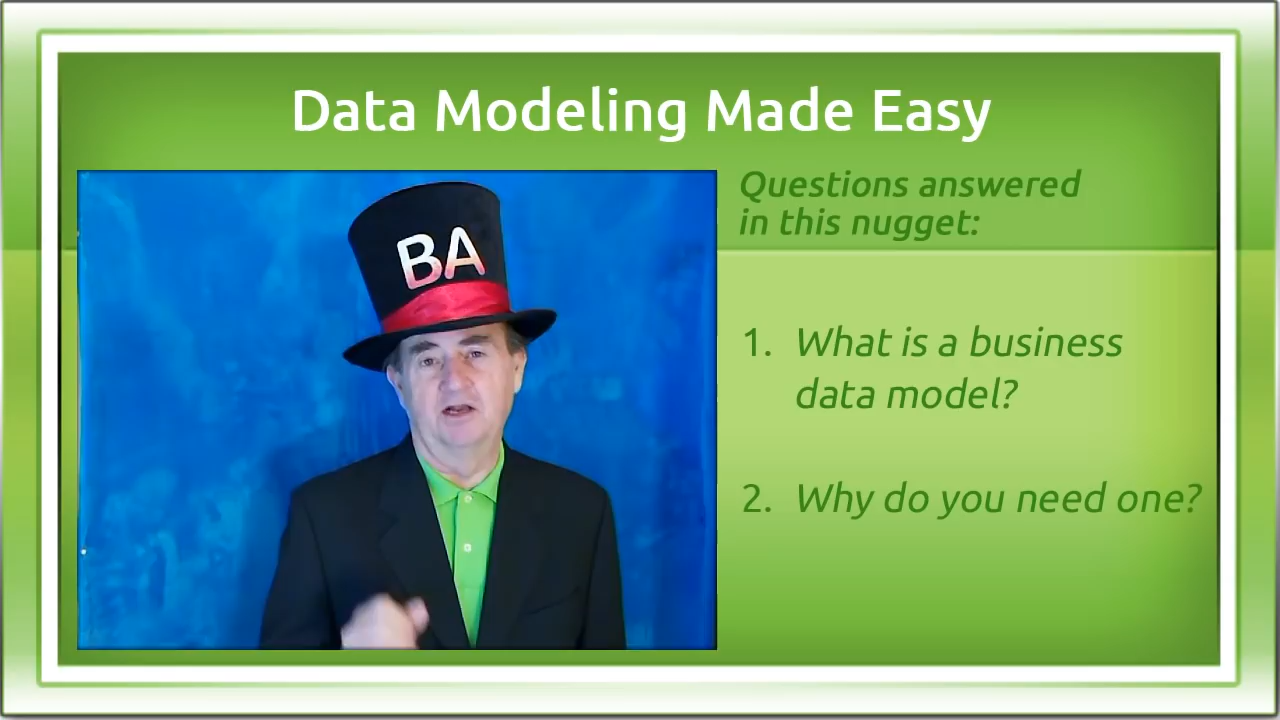 Data Modeling Made Easy
BA
Questions answered
in this nugget:
1. What is a business
data model?
2. Why do you need one?